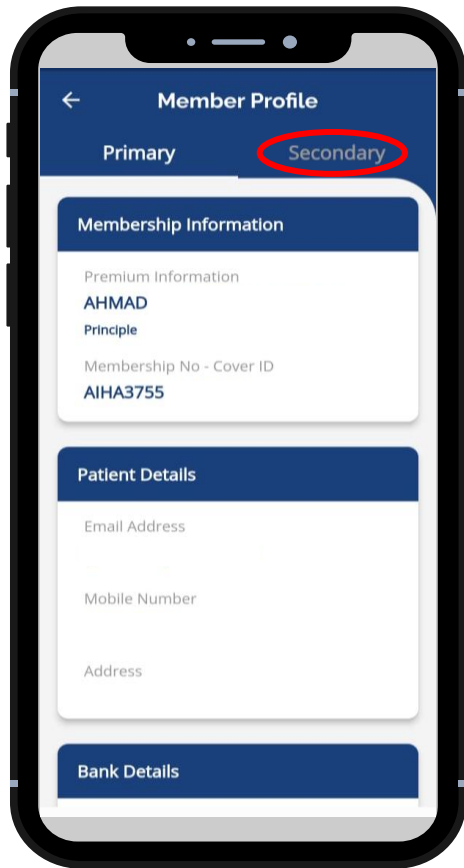 Member Profile
Primary
Secondary
Membership Information
Premium Information
AHMAD
Principle
Membership No - Cover ID
AIHA3755
Patient Details
Email Address
Mobile Number
Address
Bank Details